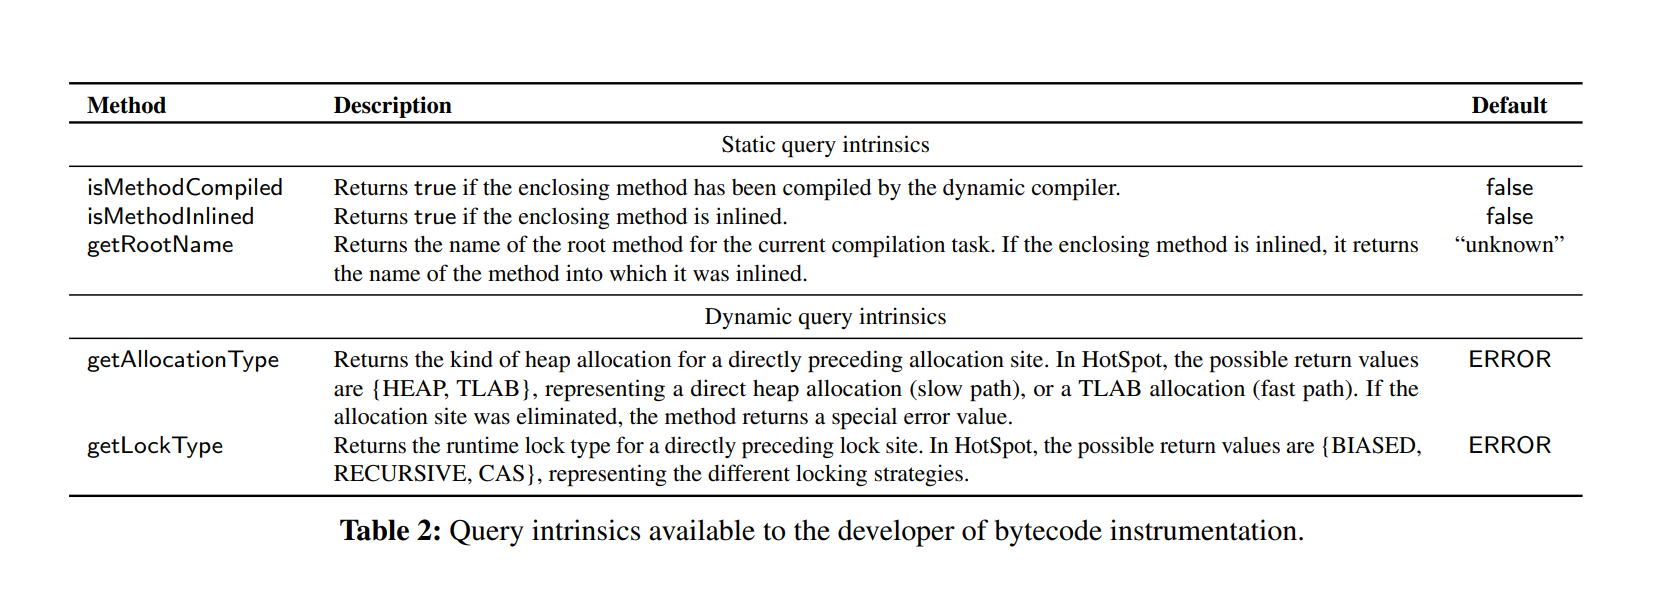 Method Description Default
Static query intrinsics
isMethodCompiled Returns true if the enclosing method has been compiled by the dynamic compiler. false
isMethodInlined Returns true if the enclosing method is inlined. false
getRootName Returns the name of the root method for the current compilation task. If the enclosing method is inlined, it returns “unknown”
the name of the method into which it was inlined.
Dynamic query intrinsics
getAllocationType Returns the kind of heap allocation for a directly preceding allocation site. In HotSpot, the possible return values ERROR
are {HEAP, TLAB}, representing a direct heap allocation (slow path), or a TLAB allocation (fast path). If the
allocation site was eliminated, the method returns a special error value.
getLockType Returns the runtime lock type for a directly preceding lock site. In HotSpot, the possible return values are {BIASED, ERROR
RECURSIVE, CAS}, representing the different locking strategies.
Table 2: Query intrinsics available to the developer of bytecode instrumentation.